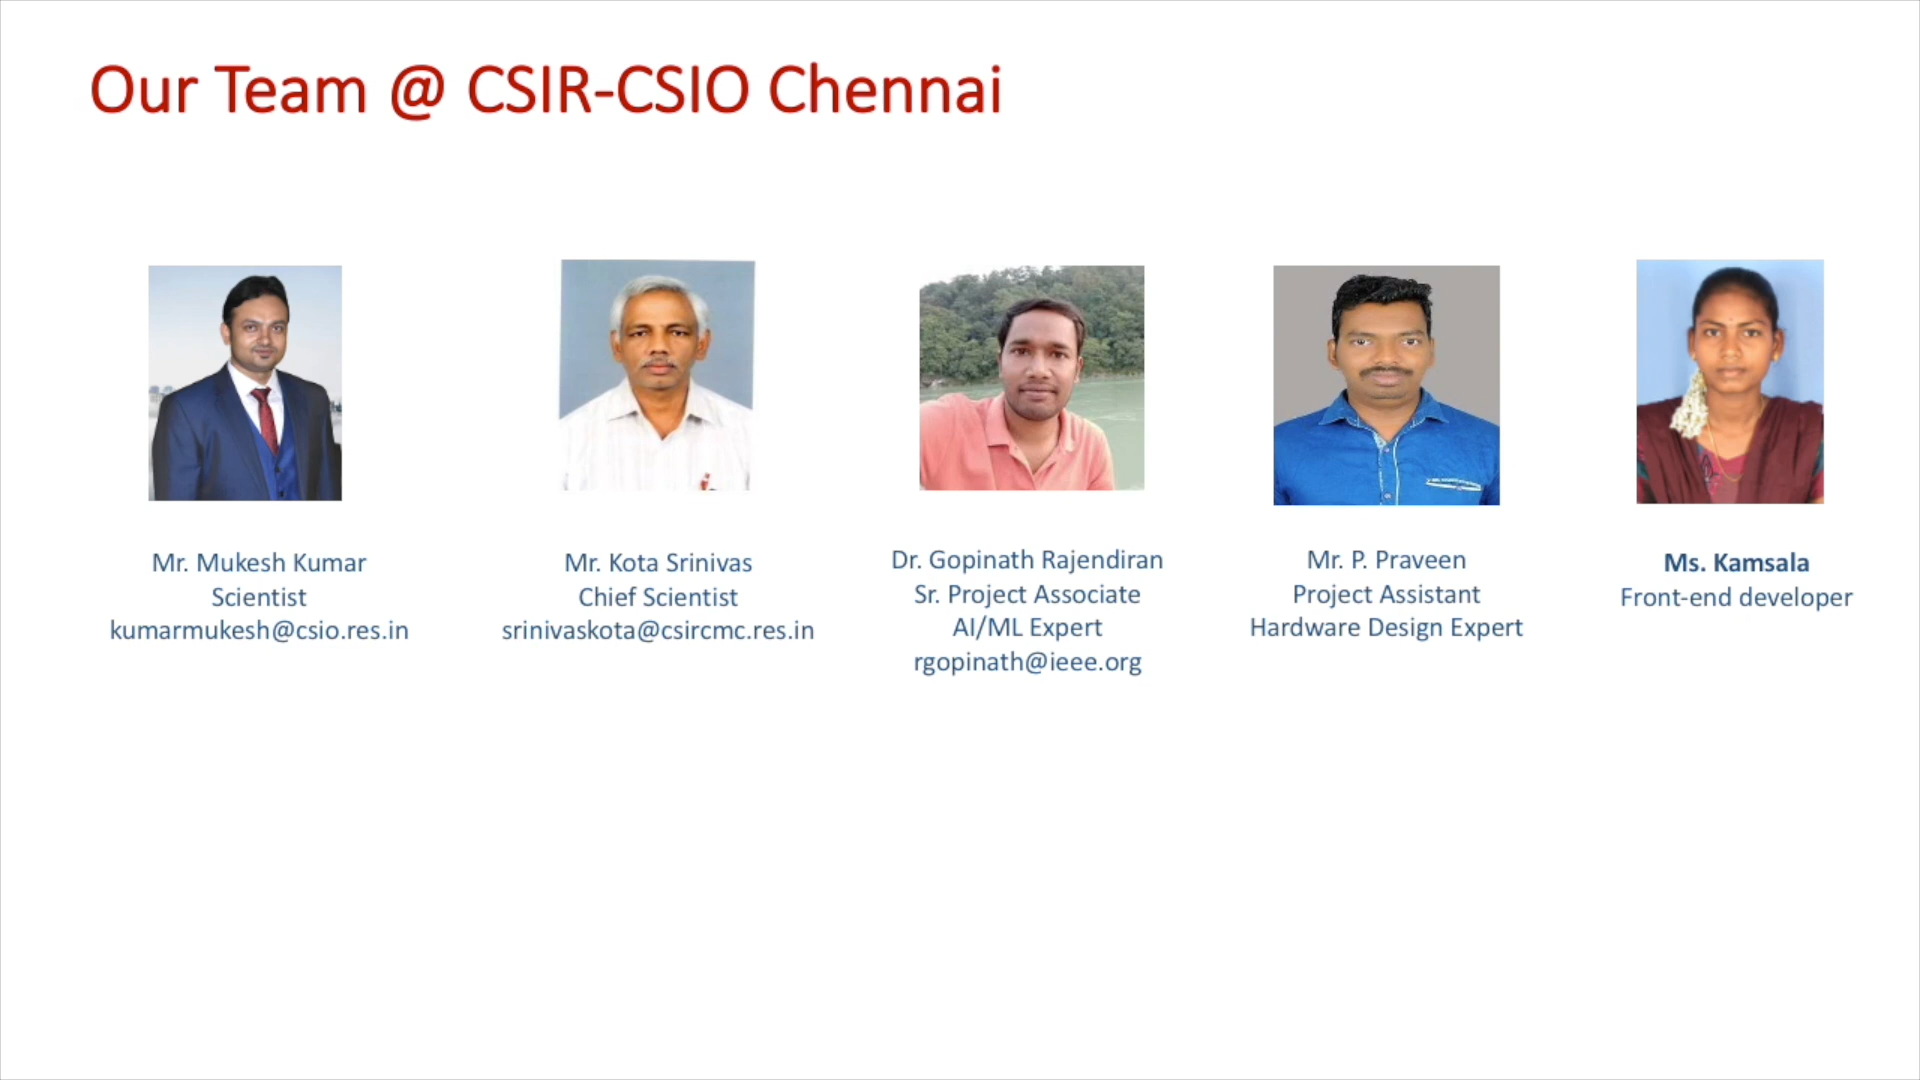 Our Team @ CSIR-CSIO Chennai
Mr. Mukesh Kumar
Scientist
kumarmukesh@csio.res.in
Mr. Kota Srinivas
Chief Scientist
srinivaskota@csircmc.res.in
Dr. Gopinath Rajendiran
Sr. Project Associate
AI/ML Expert
rgopinath@ieee.org
Mr. P. Praveen
Project Assistant
Hardware Design Expert
Ms. Kamsala
Front-end developer